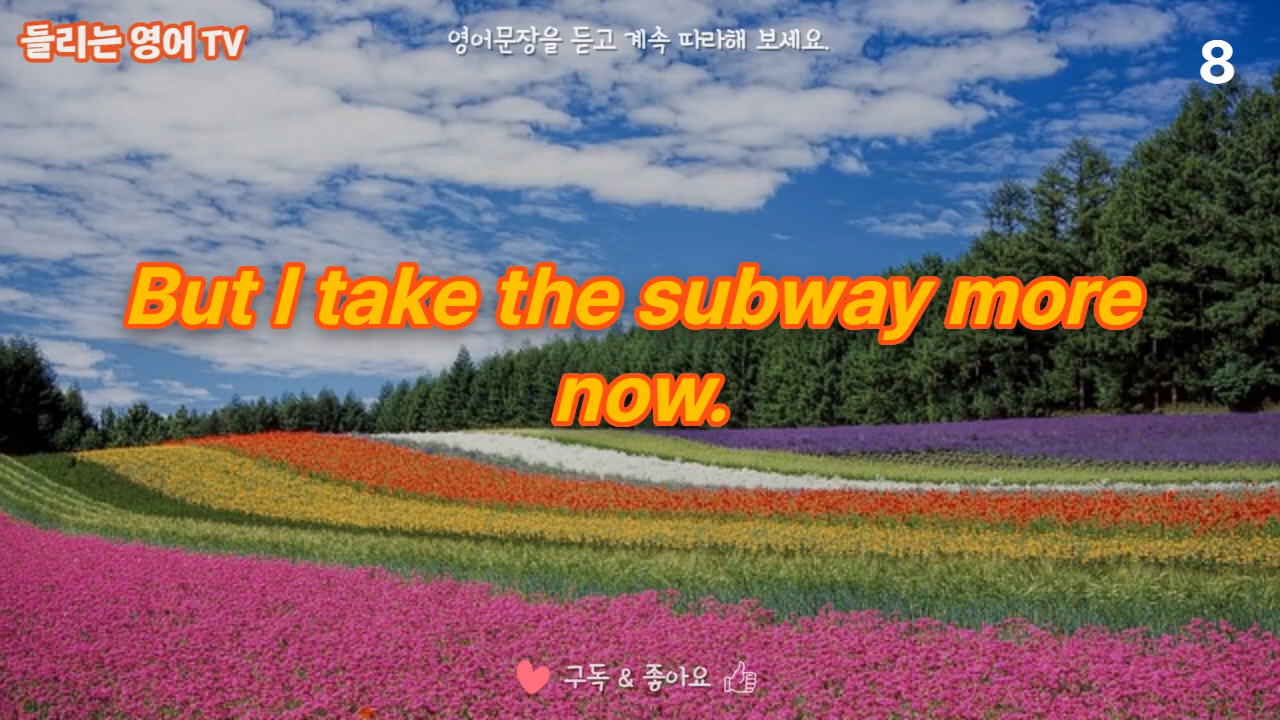 들리는 영어 TV
영어문장을 듣고 계속 따라해 보세요.
8
But I take the subway more
now.
구독 & 좋아요